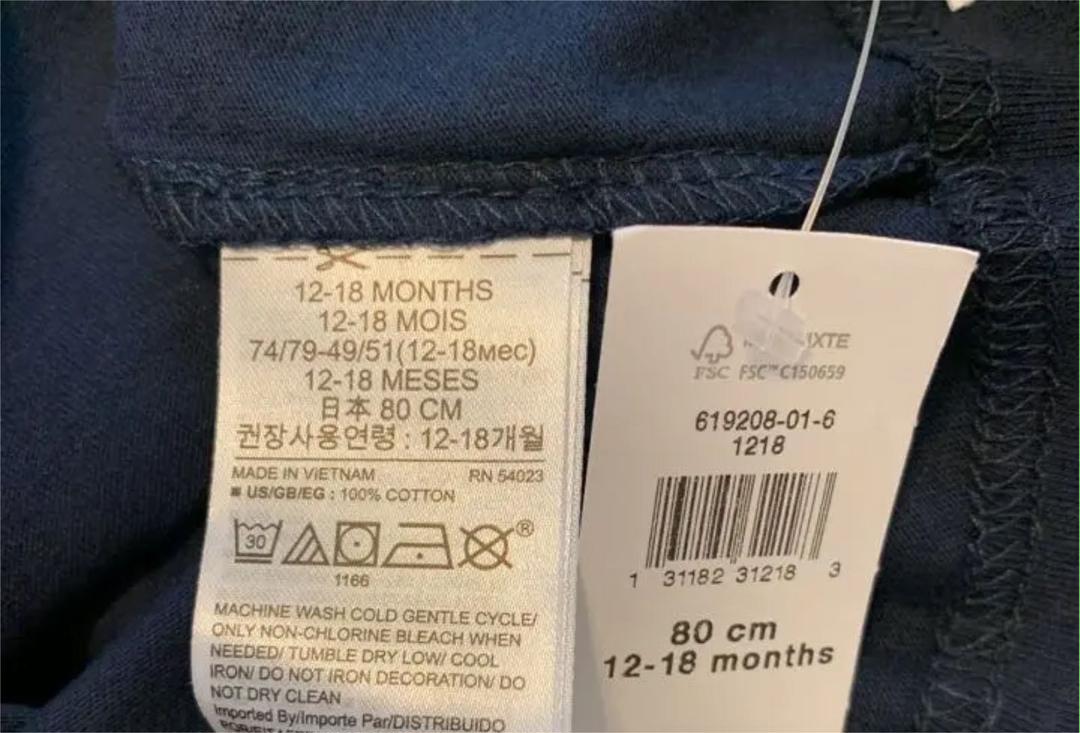 12-18 MONTHS
12-18 MOIS
74/79-49/51(12-18мес)
12-18 MESES
日本 80 CM
권장사용연령 : 12-18개월
MADE IN VIETNAM RN 54023
US/GB/EG : 100% COTTON
30
®
1166
MACHINE WASH COLD GENTLE CYCLE/
ONLY NON-CHLORINE BLEACH WHEN
NEEDED/ TUMBLE DRY LOW/ COOL
IRON/ DO NOT IRON DECORATION/ DO
NOT DRY CLEAN
Imported By/Importe Par/DISTRIBUIDO
FSC FSC™ C150659
619208-01-6
1218
1 31182 31218 3
80 cm
12-18 months